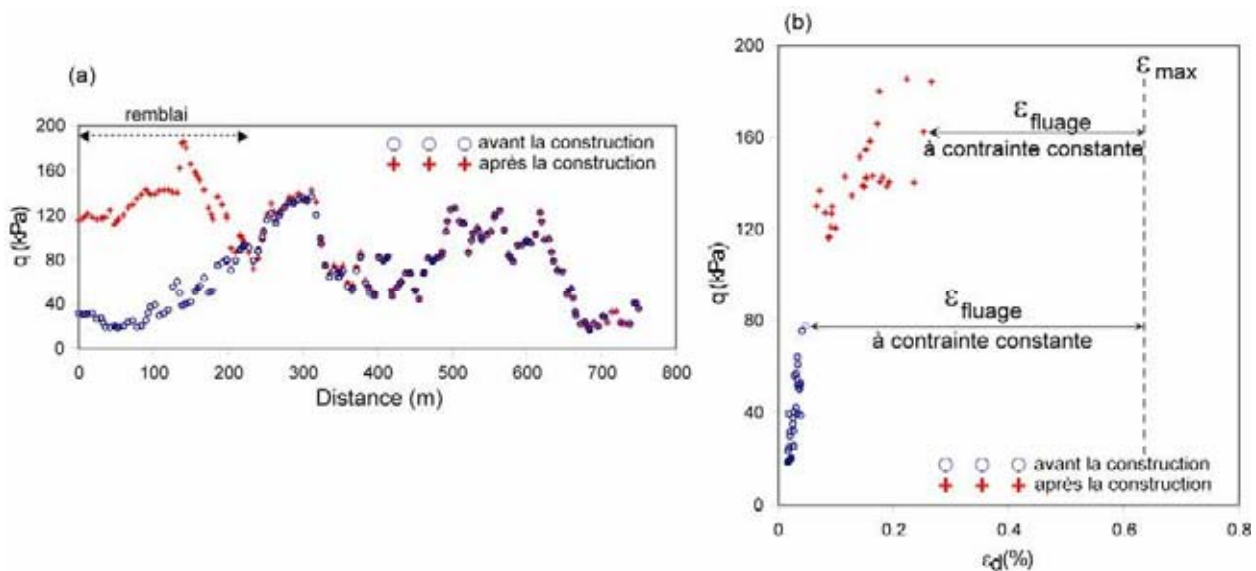 (a)
remblai
200
160
120
80
40
0
q (kPa)
avant la construction
après la construction
0 100 200 300 400 500 600 700 800
Distance (m)
(b)
200
160
120
80
40
0
q (kPa)
ε max
ε fluage
à contrainte constante
ε fluage
à contrainte constante
avant la construction
après la construction
0 0.2 0.4 0.6 0.8
εd(%)